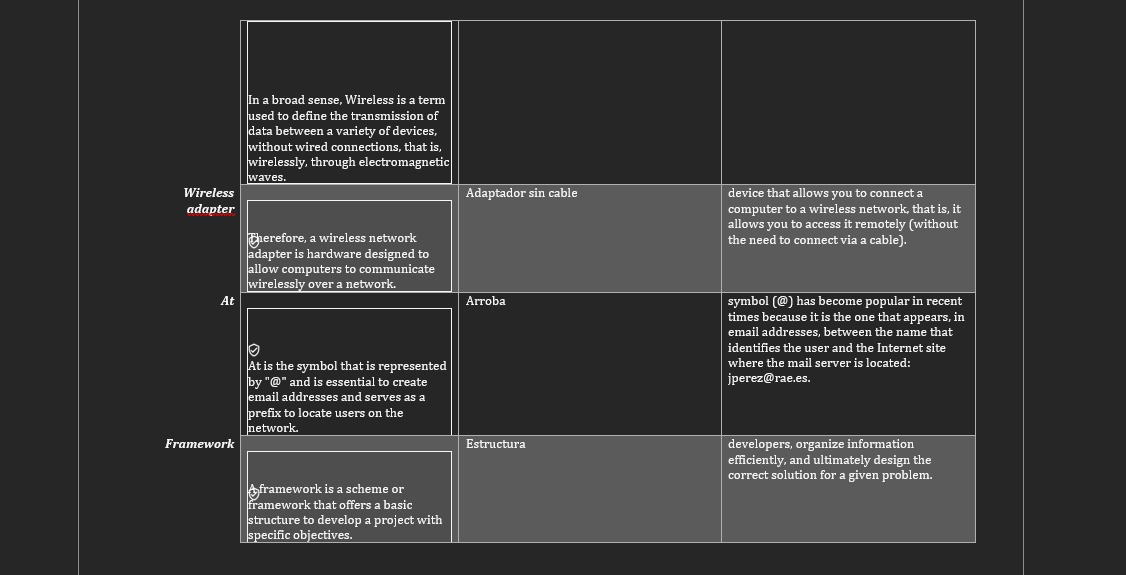 In a broad sense, Wireless is a term
used to define the transmission of
data between a variety of devices,
without wired connections, that is,
wirelessly, through electromagnetic
waves.
Wireless
adapter
Therefore, a wireless network
adapter is hardware designed to
allow computers to communicate
wirelessly over a network.
Adaptador sin cable
device that allows you to connect a
computer to a wireless network, that is, it
allows you to access it remotely (without
the need to connect via a cable).
At
At is the symbol that is represented
by "@" and is essential to create
email addresses and serves as a
prefix to locate users on the
network.
Arroba
symbol (@) has become popular in recent
times because it is the one that appears, in
email addresses, between the name that
identifies the user and the Internet site
where the mail server is located:
jperez@rae.es.
Framework
A framework is a scheme or
framework that offers a basic
structure to develop a project with
specific objectives.
Estructura
developers, organize information
efficiently, and ultimately design the
correct solution for a given problem.